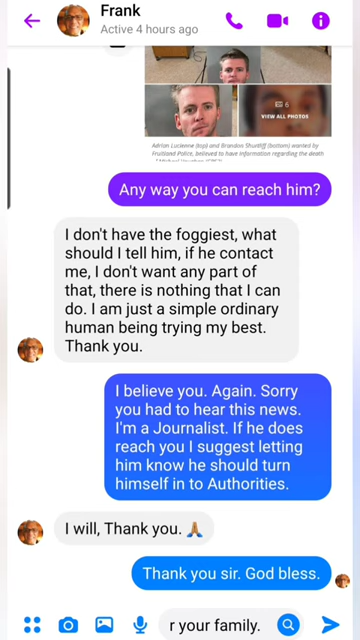 Frank
Active 4 hours ago
6
VIEW ALL PHOTOS
Adrian Lucienne (top) and Brandon Shurtliff (bottom) wanted by
Fruitland Police, believed to have information regarding the death
Any way you can reach him?
I don't have the foggiest, what
should I tell him, if he contact
me, I don't want any part of
that, there is nothing that I can
do. I am just a simple ordinary
human being trying my best.
Thank you.
I believe you. Again. Sorry
you had to hear this news.
I'm a Journalist. If he does
reach you I suggest letting
him know he should turn
himself in to Authorities.
I will, Thank you. 🙏🏽
Thank you sir. God bless.
r your family.